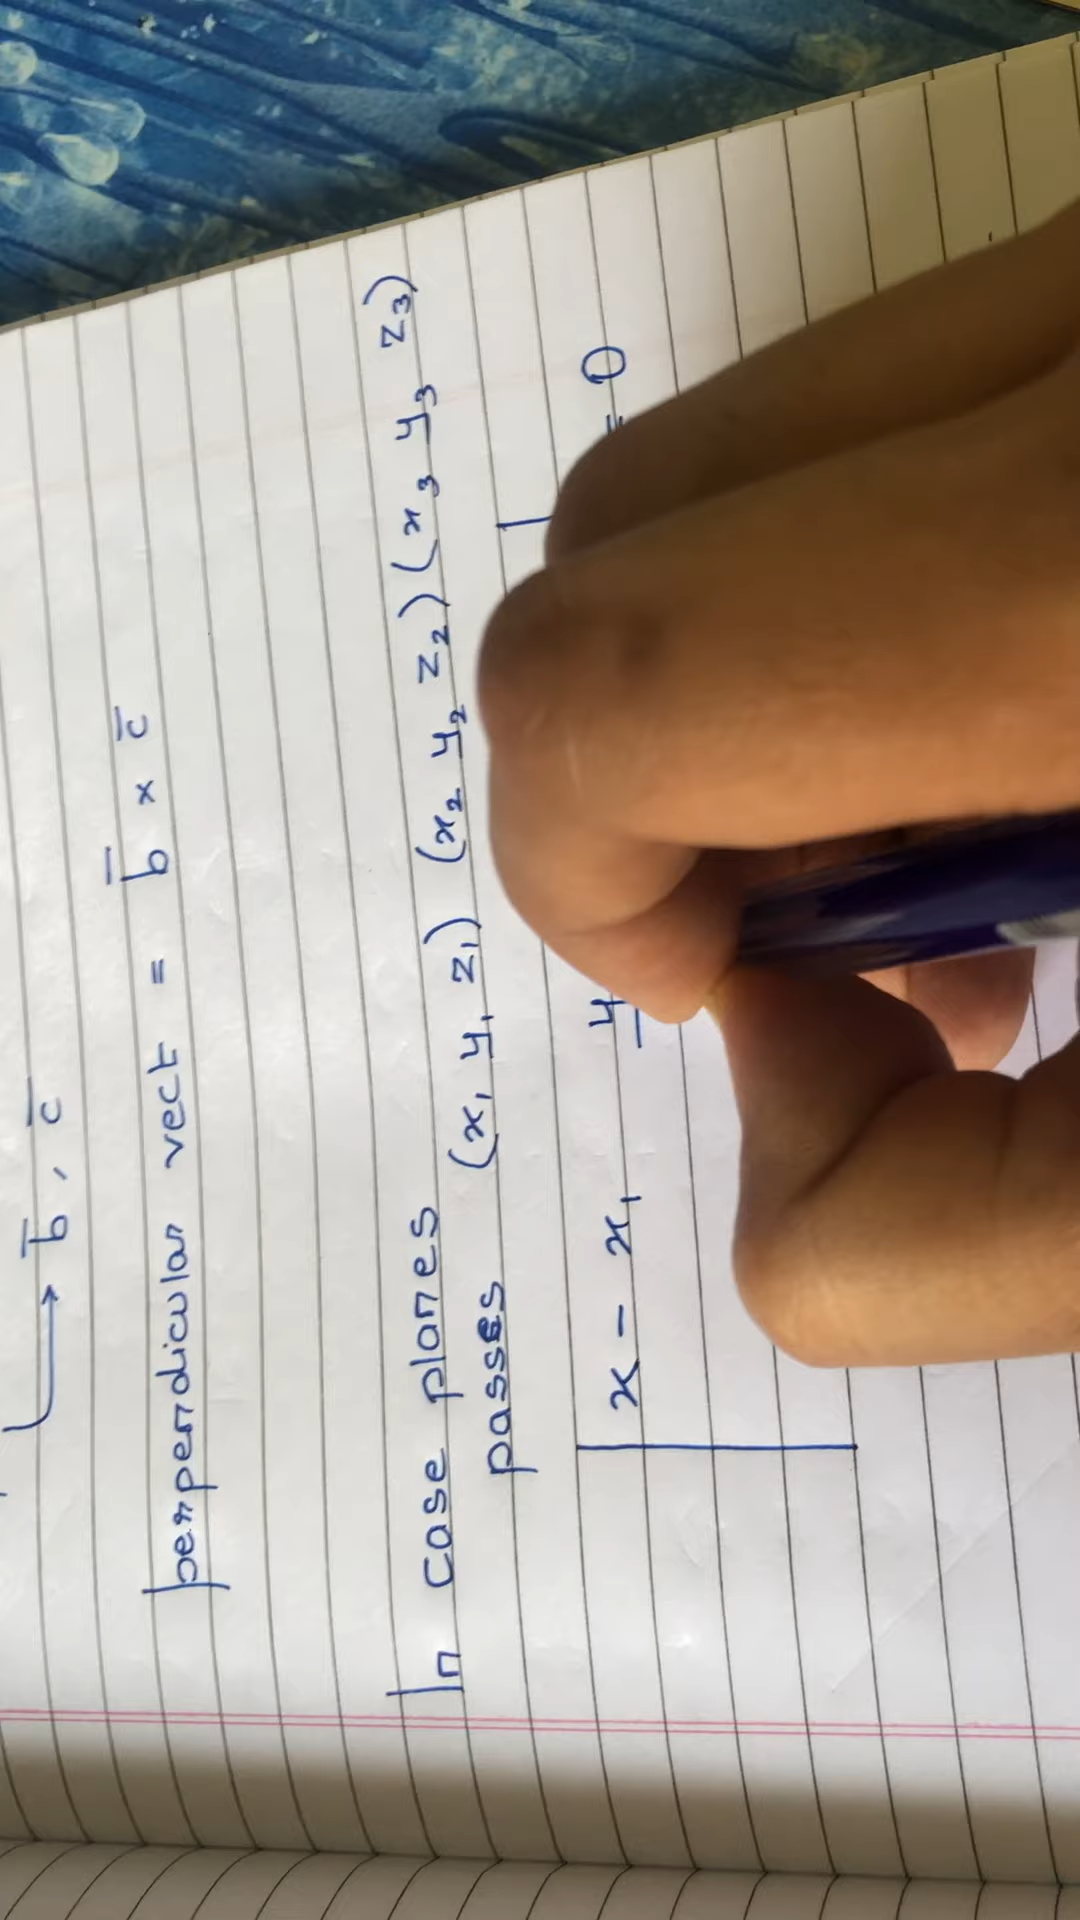 b̄ , c̄
perpendicular vect = b̄ × c̄
In case planes
passes (x₁ y₁ z₁) (x₂ y₂ z₂) (x₃ y₃ z₃)
x - x₁ y = 0